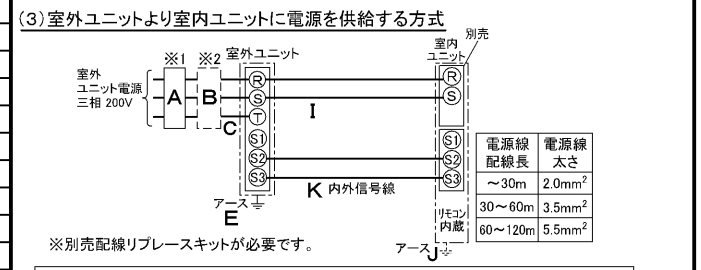 (3)室外ユニットより室内ユニットに電源を供給する方式
※1 ※2 室外ユニット
室内
ユニット
別売
室外
ユニット電源
三相 200V
A
B
C
R
S
T
S1
S2
S3
I
K 内外信号線
R
S
S1
S2
S3
リモコン
内蔵
アース
E
アース J
電源線
配線長
電源線
太さ
~30m 2.0mm²
30~60m 3.5mm²
60~120m 5.5mm²
※別売配線リプレースキットが必要です。